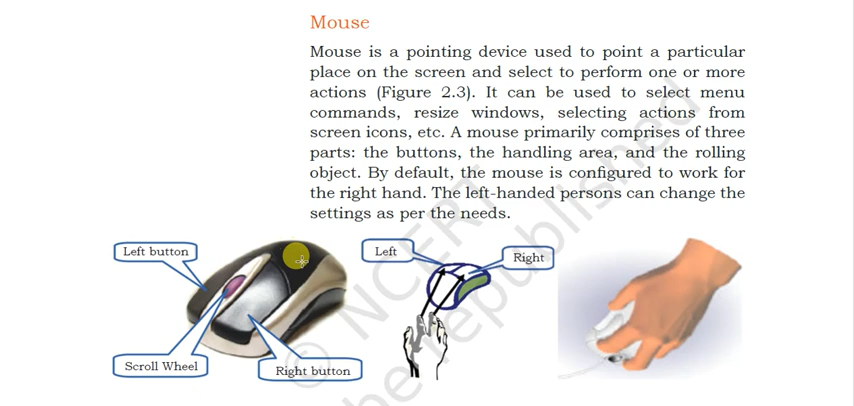 Mouse
Mouse is a pointing device used to point a particular
place on the screen and select to perform one or more
actions (Figure 2.3). It can be used to select menu
commands, resize windows, selecting actions from
screen icons, etc. A mouse primarily comprises of three
parts: the buttons, the handling area, and the rolling
object. By default, the mouse is configured to work for
the right hand. The left-handed persons can change the
settings as per the needs.
Left button
Left
Right
Scroll Wheel
Right button
© NCERT
be republished